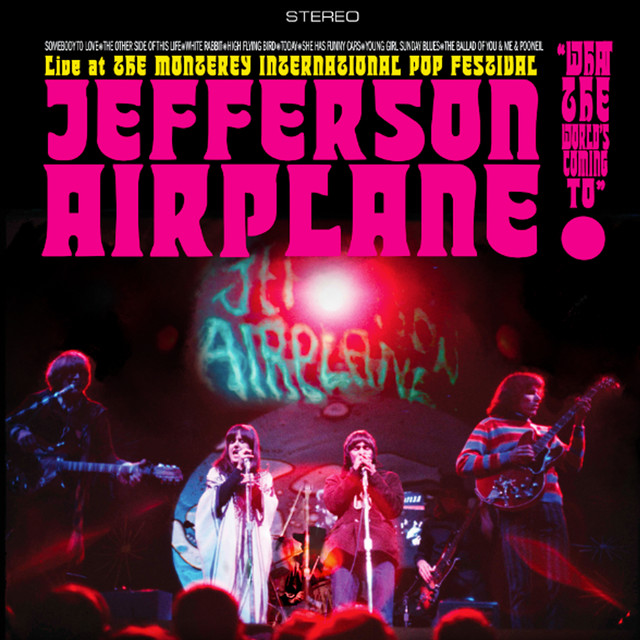 STEREO
SOMEBODY TO LOVE★THE OTHER SIDE OF THIS LIFE★WHITE RABBIT★HIGH FLYING BIRD★TODAY★SHE HAS FUNNY CARS★YOUNG GIRL SUNDAY BLUES★THE BALLAD OF YOU & ME & POONEIL
Live at THE MONTEREY INTERNATIONAL POP FESTIVAL
JEFFERSON
AIRPLANE
"WHAT
THE
WORLD'S
COMING
TO"
AIRPLANE